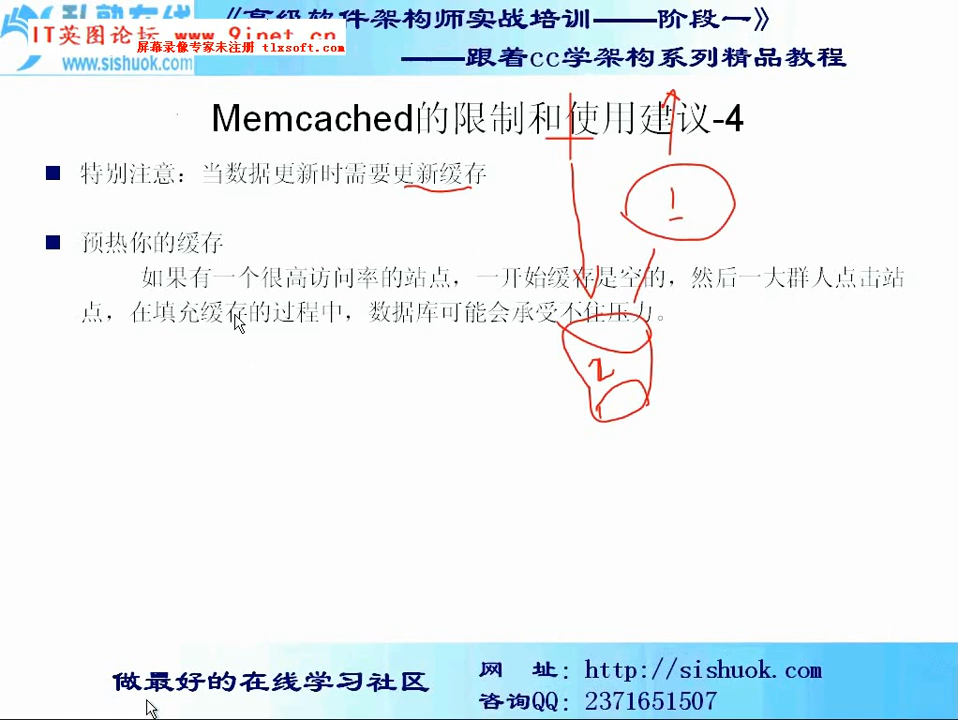 《高级软件架构师实战培训——阶段一》
IT英图论坛 www.9inet.cn
屏幕录像专家未注册 tlxsoft.com
www.sishuok.com
——跟着cc学架构系列精品教程
Memcached的限制和使用建议-4
特别注意：当数据更新时需要更新缓存
预热你的缓存
如果有一个很高访问率的站点，一开始缓存是空的，然后一大群人点击站
点，在填充缓存的过程中，数据库可能会承受不住压力。
1
2
做最好的在线学习社区
网 址：http://sishuok.com
咨询QQ：2371651507